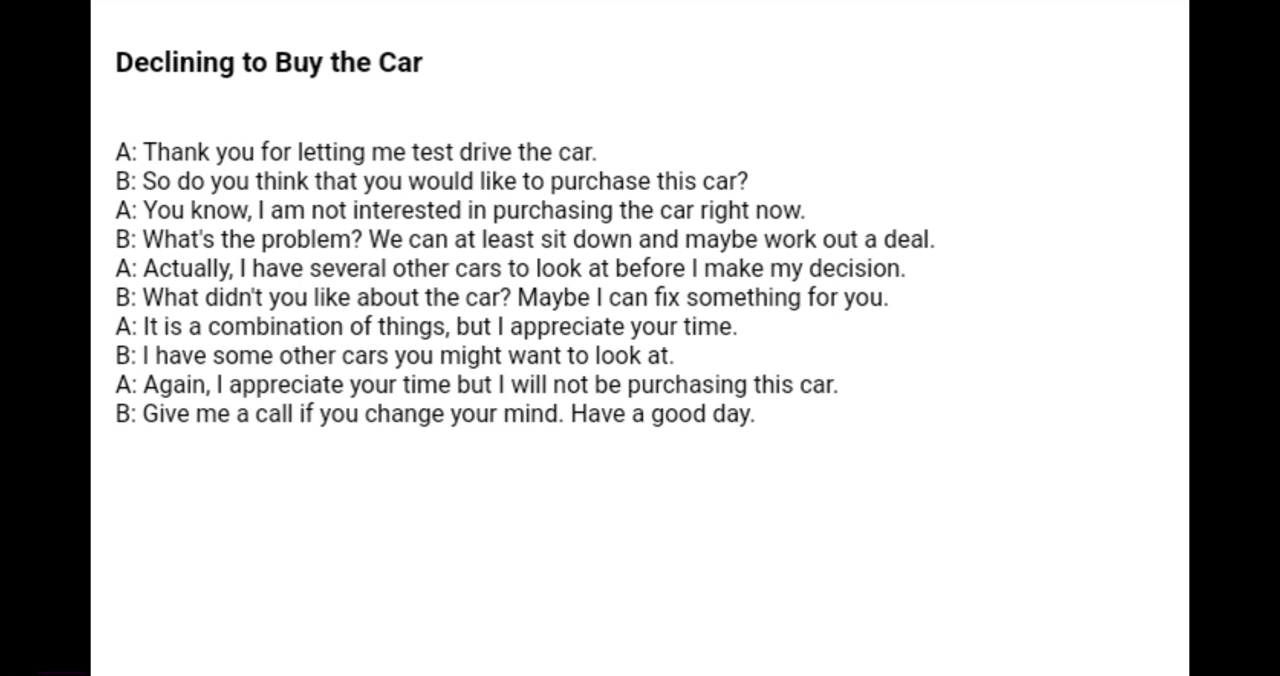 Declining to Buy the Car
A: Thank you for letting me test drive the car.
B: So do you think that you would like to purchase this car?
A: You know, I am not interested in purchasing the car right now.
B: What's the problem? We can at least sit down and maybe work out a deal.
A: Actually, I have several other cars to look at before I make my decision.
B: What didn't you like about the car? Maybe I can fix something for you.
A: It is a combination of things, but I appreciate your time.
B: I have some other cars you might want to look at.
A: Again, I appreciate your time but I will not be purchasing this car.
B: Give me a call if you change your mind. Have a good day.